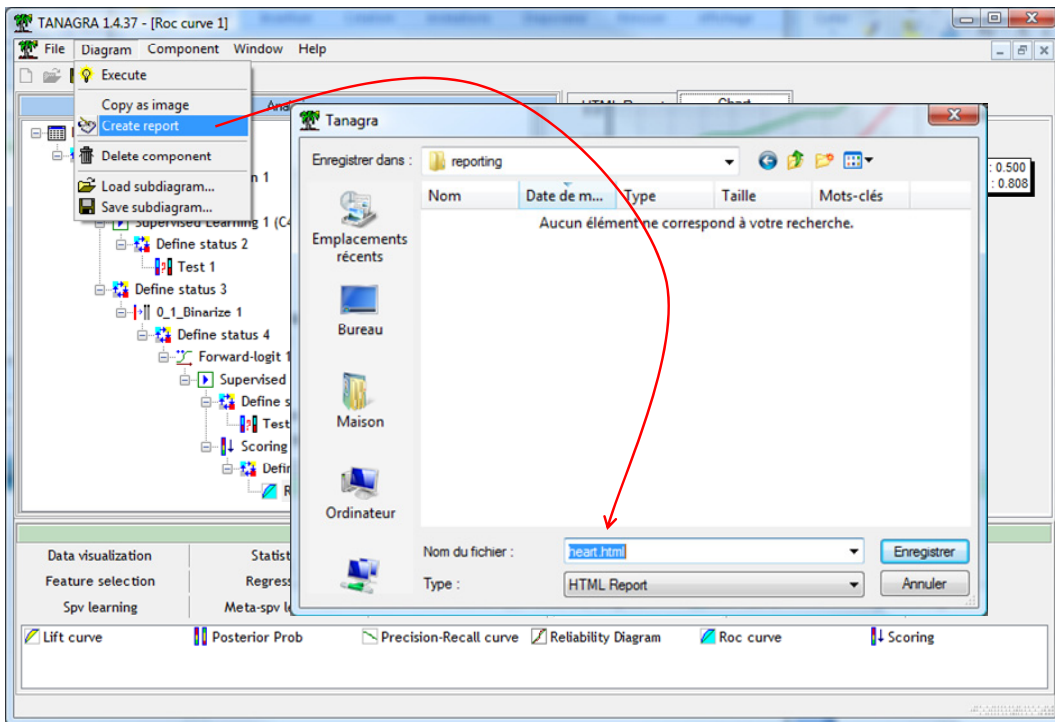 TANAGRA 1.4.37 - [Roc curve 1]
File Diagram Component Window Help
Execute
Copy as image
Create report
Delete component
Load subdiagram...
Save subdiagram...
n 1
Supervised Learning 1 (C4
Define status 2
Test 1
Define status 3
0_1_Binarize 1
Define status 4
Forward-logit 1
Supervised
Define s
Test
Scoring
Defin
R
Chart
: 0.500
: 0.808
Tanagra
Enregistrer dans : reporting
Nom Date de m... Type Taille Mots-clés
Aucun élément ne correspond à votre recherche.
Emplacements
récents
Bureau
Maison
Ordinateur
Nom du fichier : heart.html Enregistrer
Type : HTML Report Annuler
Data visualization Statist
Feature selection Regress
Spv learning Meta-spv le
Lift curve Posterior Prob Precision-Recall curve Reliability Diagram Roc curve Scoring